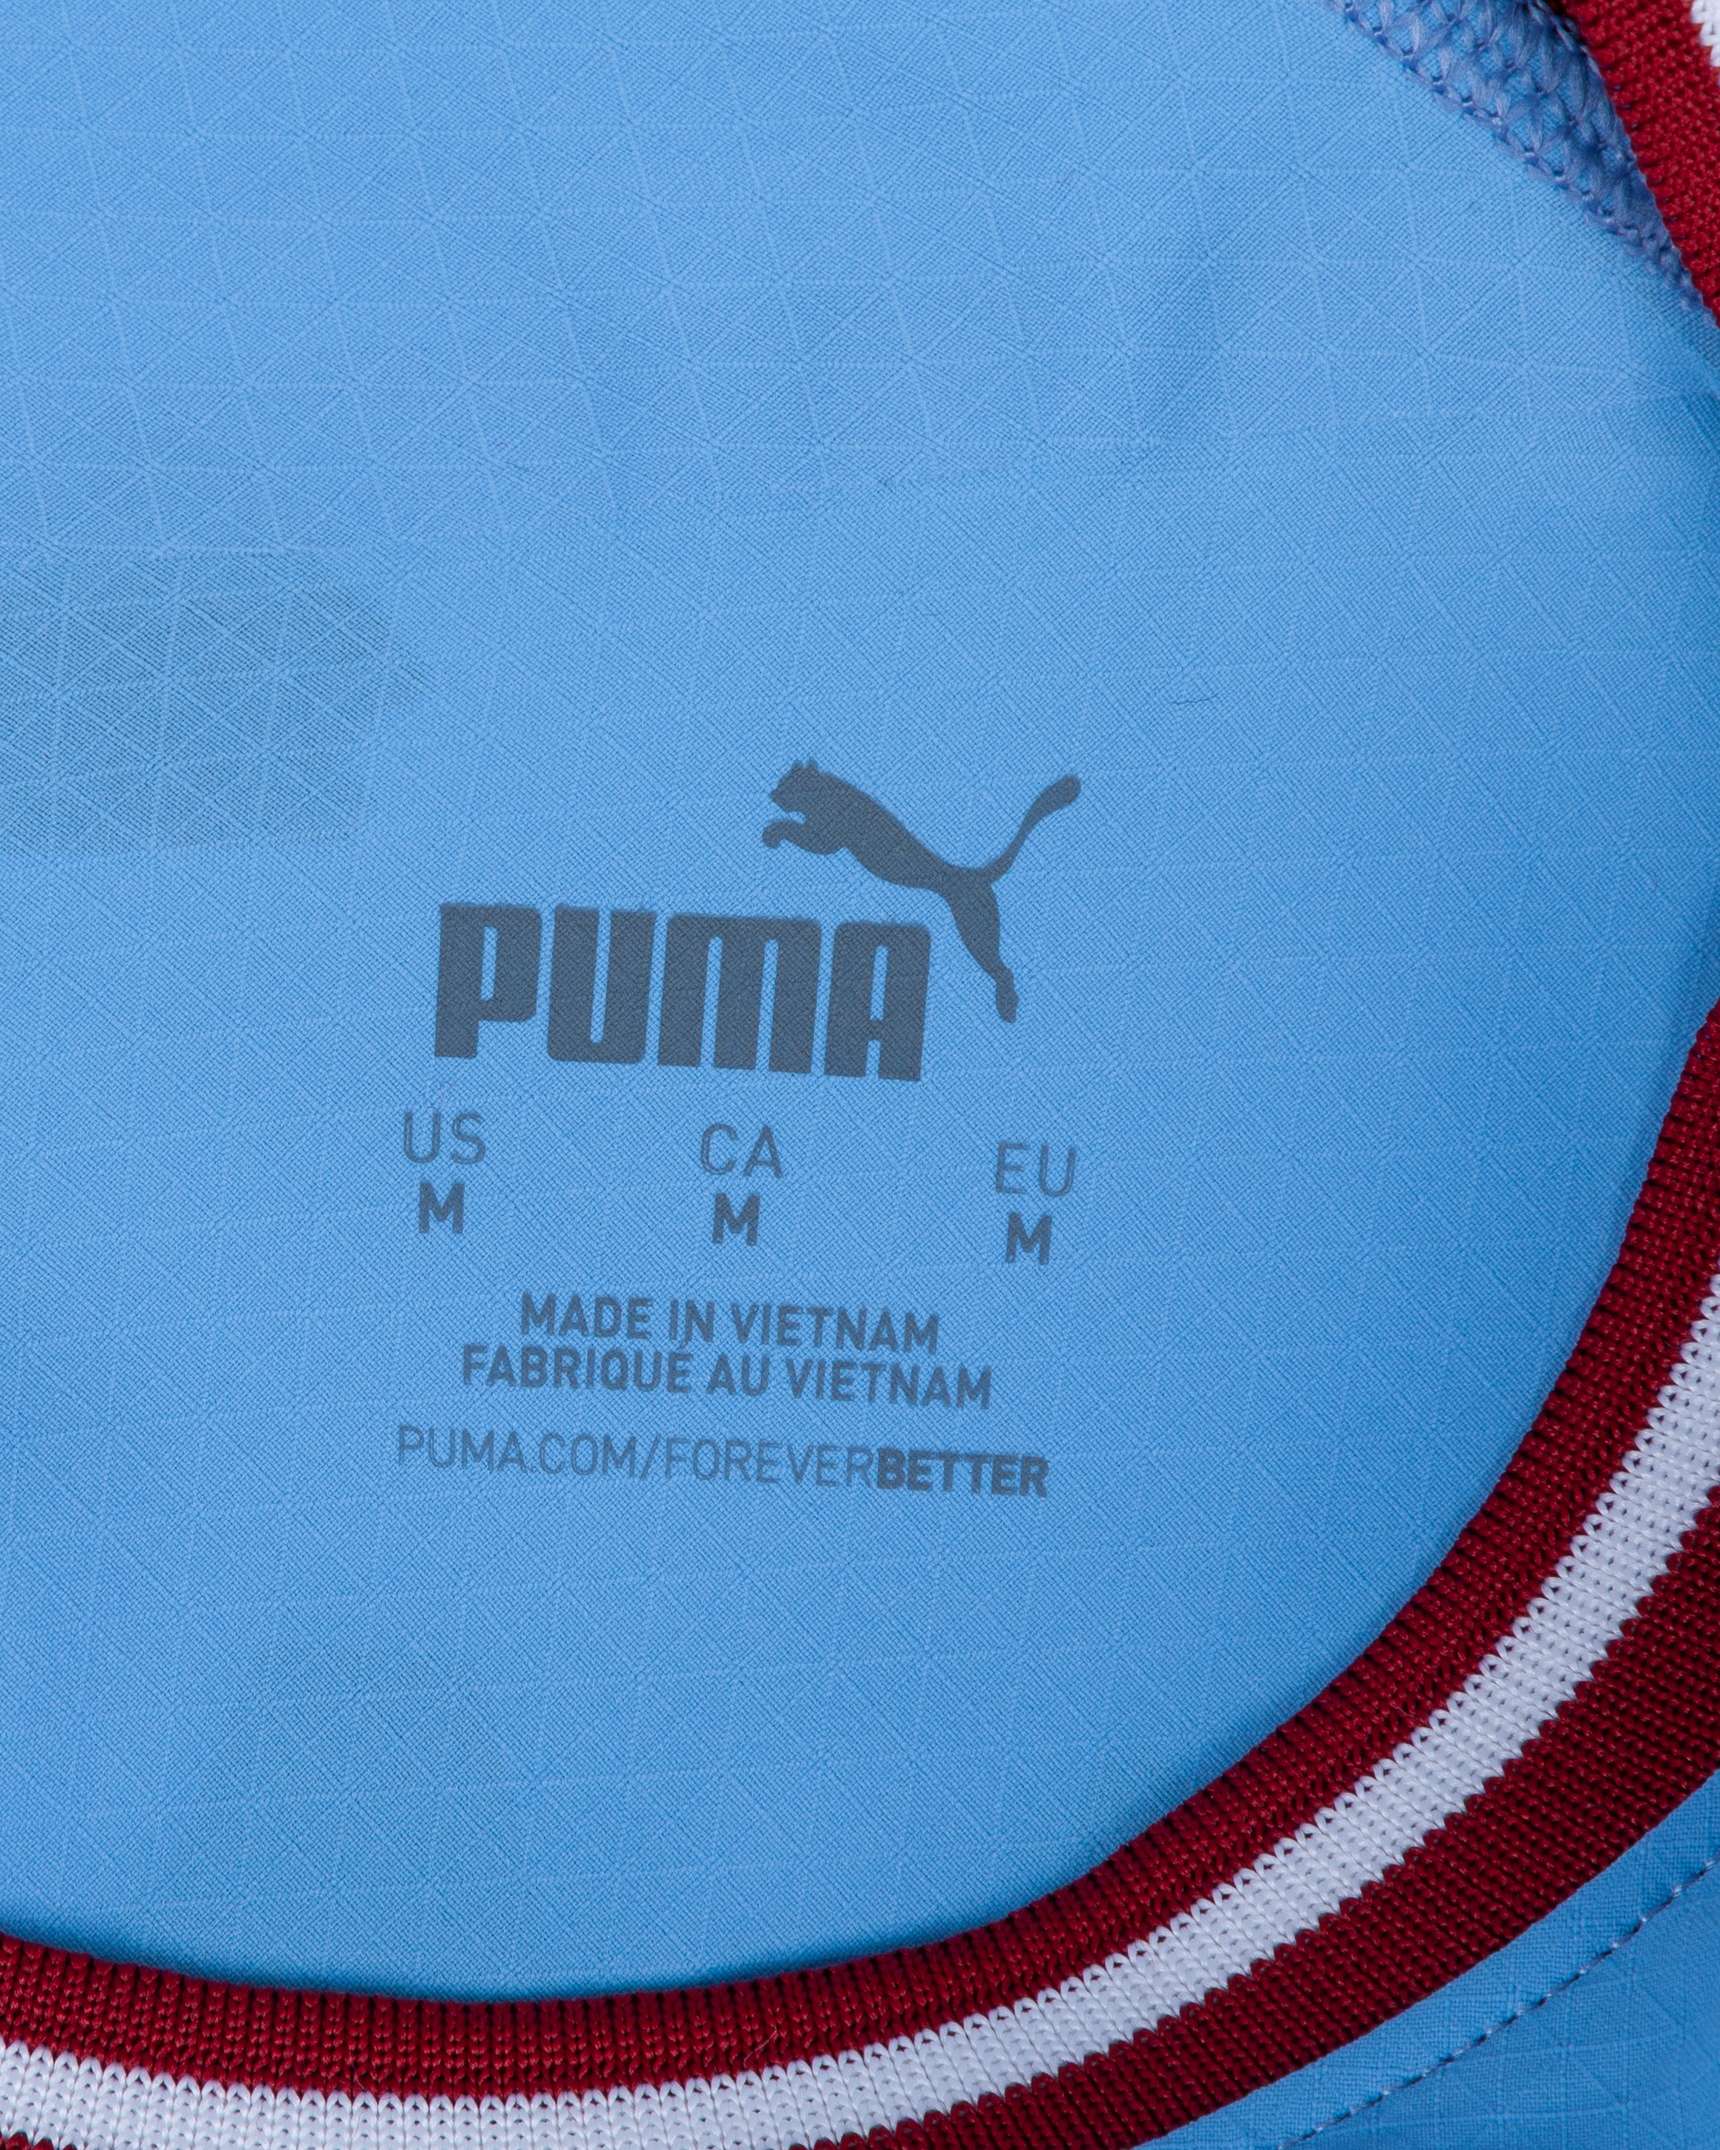 PUMA
US CA EU
M M M
MADE IN VIETNAM
FABRIQUE AU VIETNAM
PUMA.COM/FOREVERBETTER